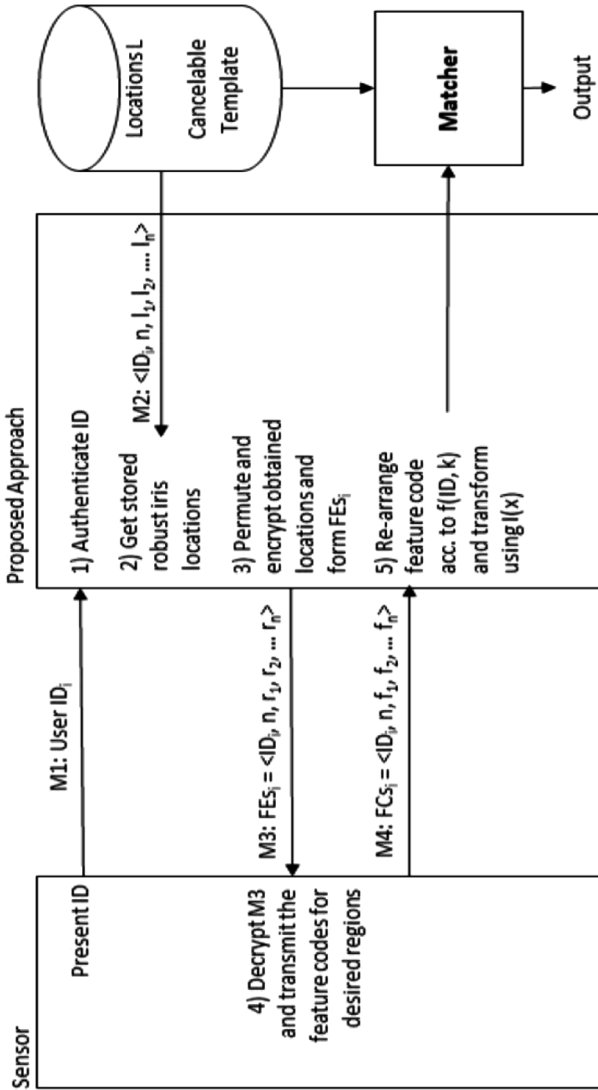 Sensor
Present ID
4) Decrypt M3
and transmit the
feature codes for
desired regions
M1: User IDᵢ
M3: FEsᵢ = <IDᵢ, n, r₁, r₂, ... rₙ>
M4: FCsᵢ = <IDᵢ, n, f₁, f₂, ... fₙ>
Proposed Approach
1) Authenticate ID
2) Get stored
robust iris
locations
M2: <IDᵢ, n, l₁, l₂, .... lₙ>
3) Permute and
encrypt obtained
locations and
form FEsᵢ
5) Re-arrange
feature code
acc. to f(ID, k)
and transform
using I(x)
Locations L
Cancelable
Template
Matcher
Output